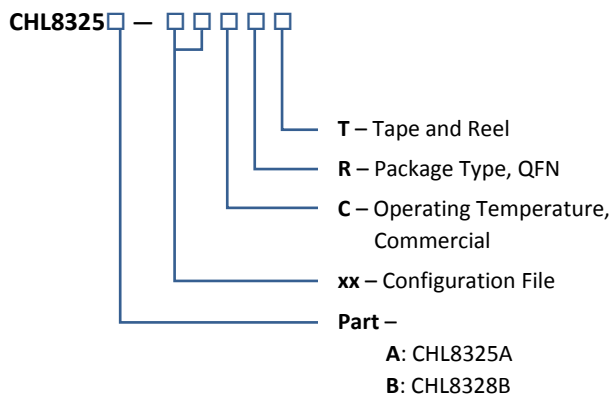 CHL8325□ — □ □ □ □ □
T – Tape and Reel
R – Package Type, QFN
C – Operating Temperature,
Commercial
xx – Configuration File
Part –
A: CHL8325A
B: CHL8328B